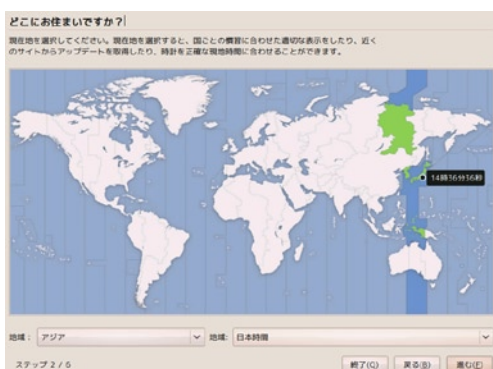 どこにお住まいですか?
現在地を選択してください。現在地を選択すると、国ごとの慣習に合わせた適切な表示をしたり、近く
のサイトからアップデートを取得したり、時計を正確な現地時間に合わせることができます。
14時36分36秒
地域: アジア 地域: 日本時間
ステップ 2 / 6 終了(Q) 戻る(B) 進む(F)